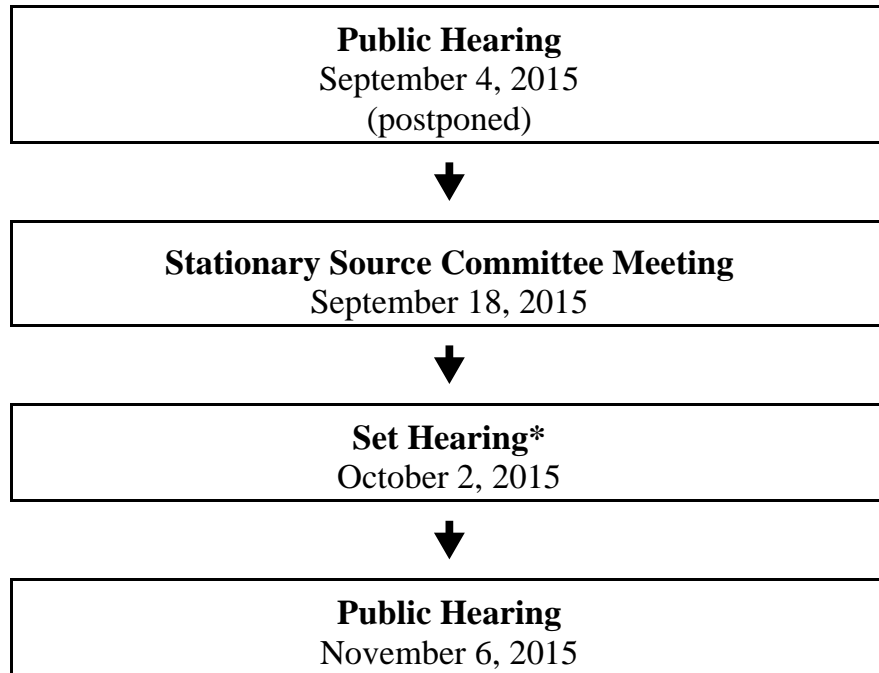 Public Hearing
September 4, 2015
(postponed)
Stationary Source Committee Meeting
September 18, 2015
Set Hearing*
October 2, 2015
Public Hearing
November 6, 2015